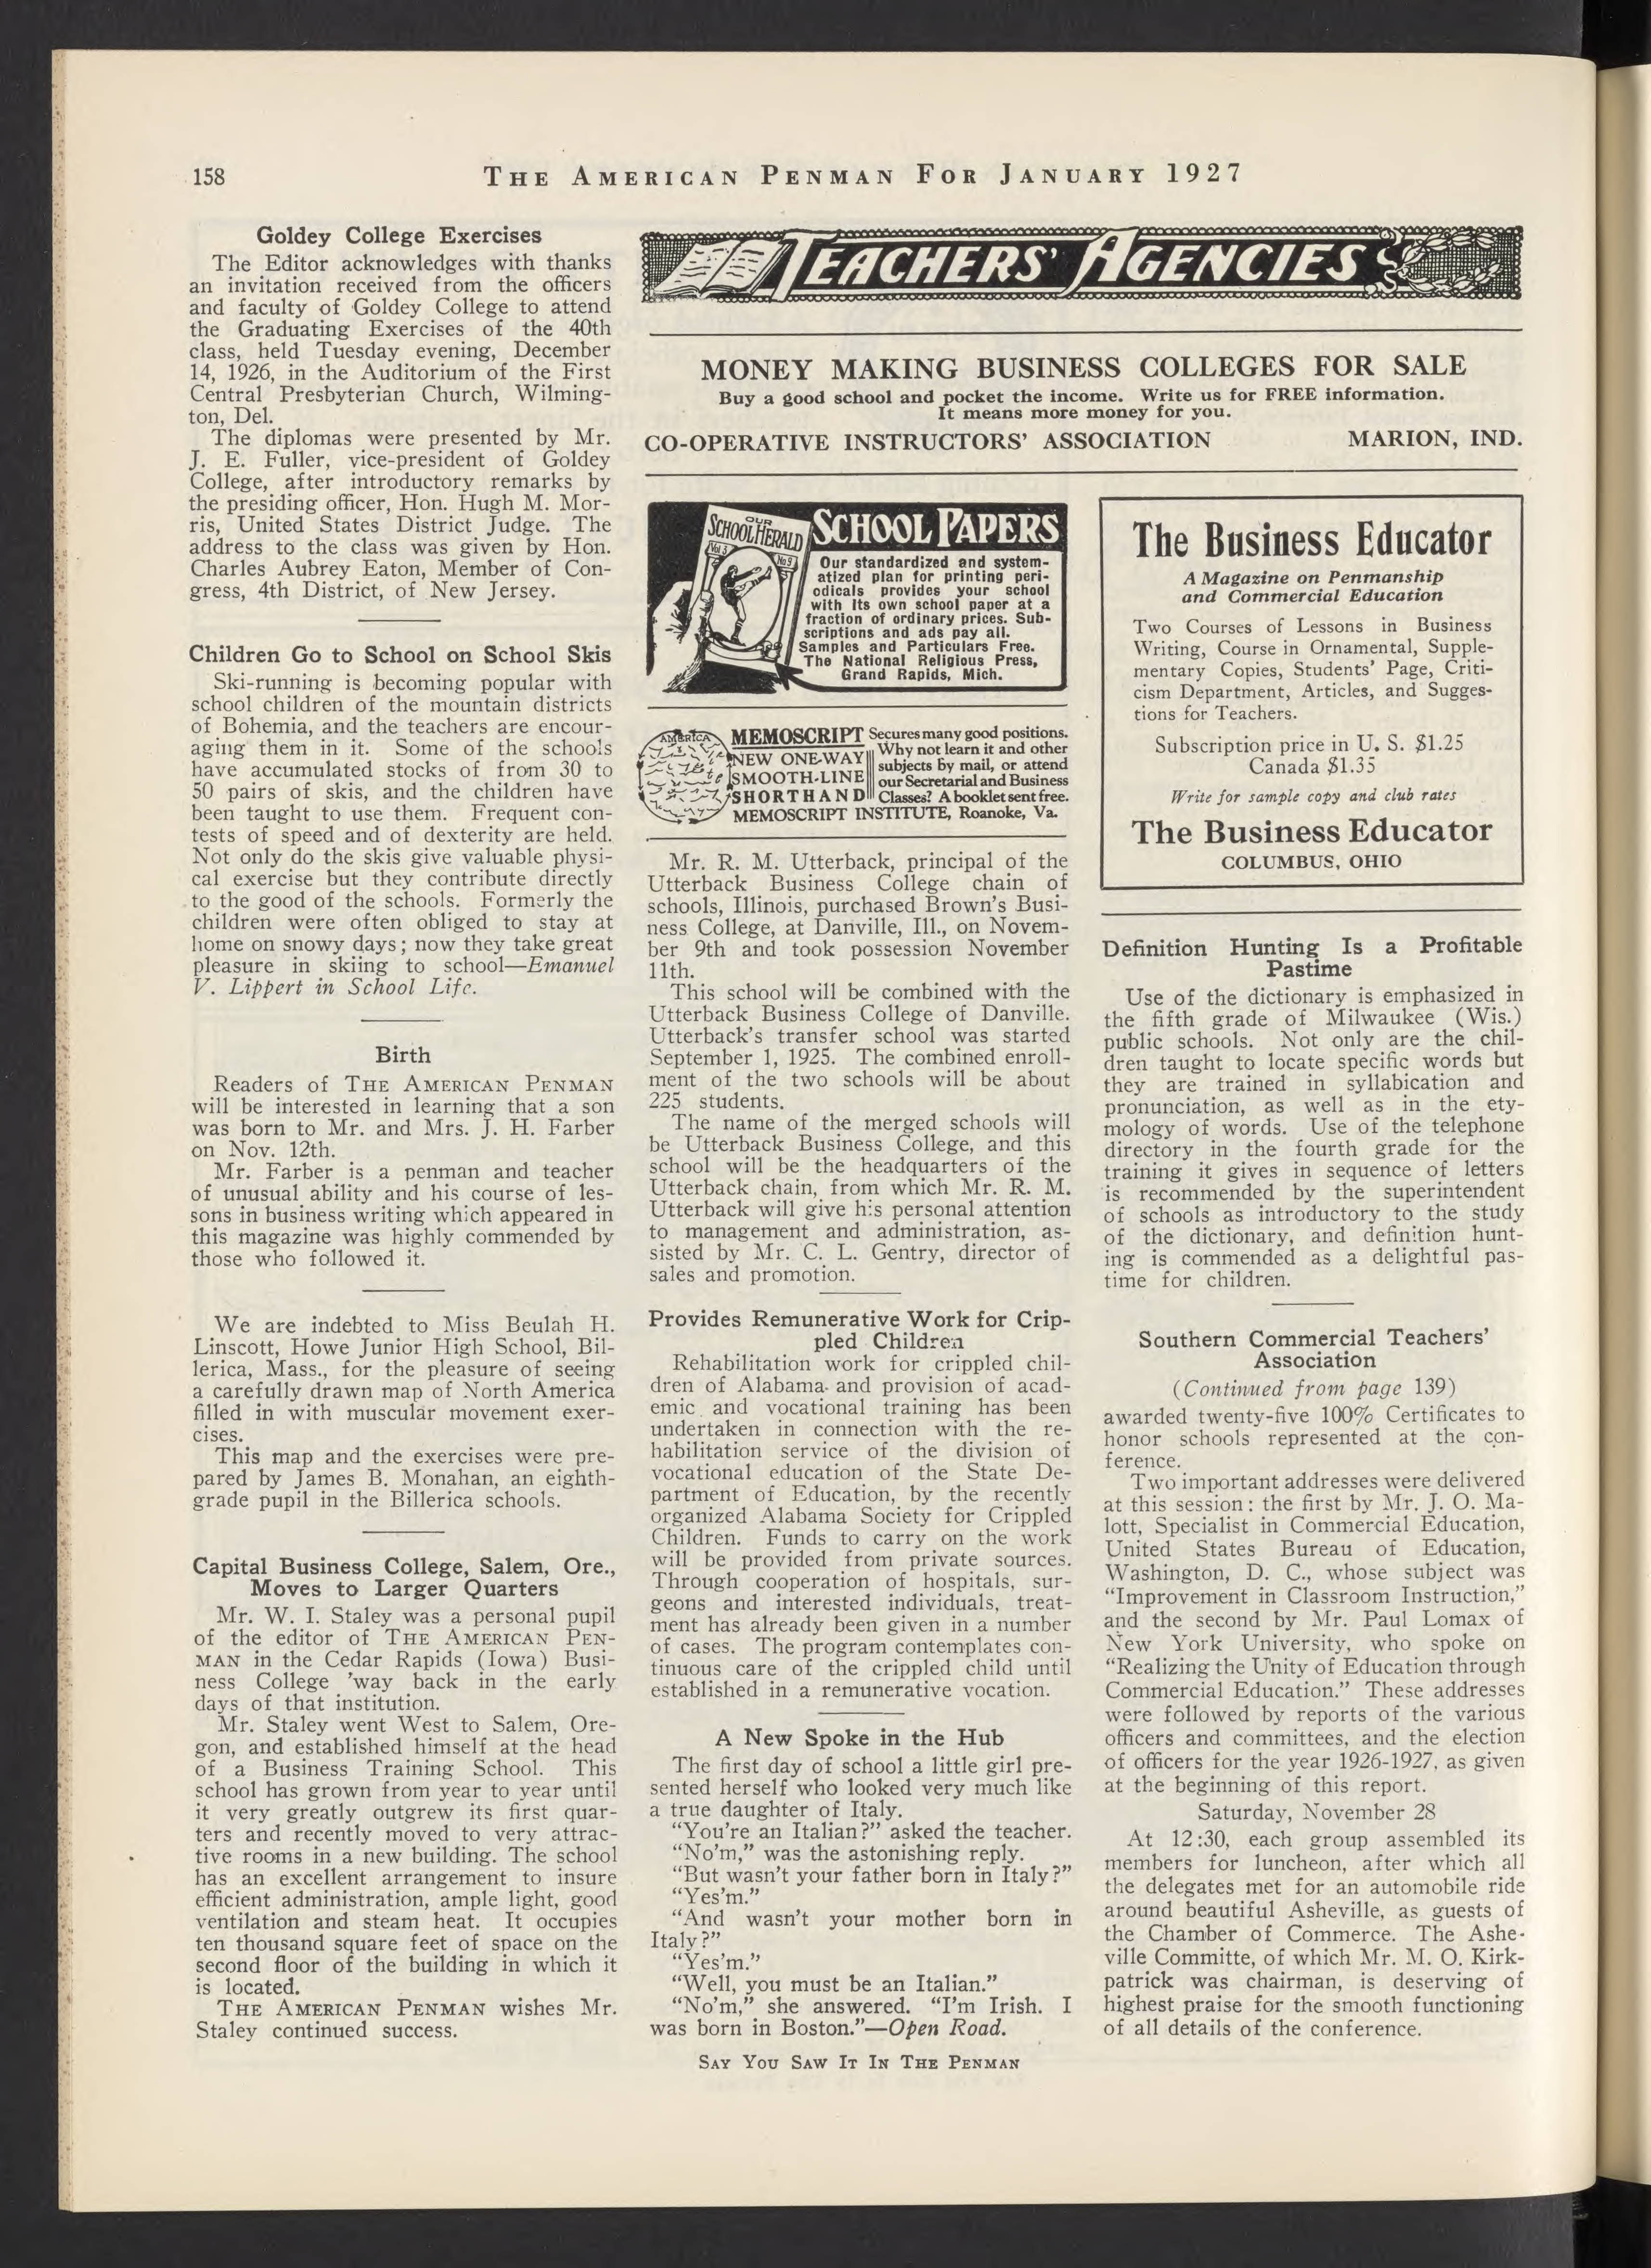 158
THE AMERICAN PENMAN FOR JANUARY 1927
Goldey College Exercises
The Editor acknowledges with thanks
an invitation received from the officers
and faculty of Goldey College to attend
the Graduating Exercises of the 40th
class, held Tuesday evening, December
14, 1926, in the Auditorium of the First
Central Presbyterian Church, Wilming-
ton, Del.
The diplomas were presented by Mr.
J. E. Fuller, vice-president of Goldey
College, after introductory remarks by
the presiding officer, Hon. Hugh M. Mor-
ris, United States District Judge. The
address to the class was given by Hon.
Charles Aubrey Eaton, Member of Con-
gress, 4th District, of New Jersey.
Children Go to School on School Skis
Ski-running is becoming popular with
school children of the mountain districts
of Bohemia, and the teachers are encour-
aging them in it. Some of the schools
have accumulated stocks of from 30 to
50 pairs of skis, and the children have
been taught to use them. Frequent con-
tests of speed and of dexterity are held.
Not only do the skis give valuable physi-
cal exercise but they contribute directly
to the good of the schools. Formerly the
children were often obliged to stay at
home on snowy days; now they take great
pleasure in skiing to school—Emanuel
V. Lippert in School Life.
Birth
Readers of THE AMERICAN PENMAN
will be interested in learning that a son
was born to Mr. and Mrs. J. H. Farber
on Nov. 12th.
Mr. Farber is a penman and teacher
of unusual ability and his course of les-
sons in business writing which appeared in
this magazine was highly commended by
those who followed it.
We are indebted to Miss Beulah H.
Linscott, Howe Junior High School, Bil-
lerica, Mass., for the pleasure of seeing
a carefully drawn map of North America
filled in with muscular movement exer-
cises.
This map and the exercises were pre-
pared by James B. Monahan, an eighth-
grade pupil in the Billerica schools.
Capital Business College, Salem, Ore.,
Moves to Larger Quarters
Mr. W. I. Staley was a personal pupil
of the editor of THE AMERICAN PEN-
MAN in the Cedar Rapids (Iowa) Busi-
ness College 'way back in the early
days of that institution.
Mr. Staley went West to Salem, Ore-
gon, and established himself at the head
of a Business Training School. This
school has grown from year to year until
it very greatly outgrew its first quar-
ters and recently moved to very attrac-
tive rooms in a new building. The school
has an excellent arrangement to insure
efficient administration, ample light, good
ventilation and steam heat. It occupies
ten thousand square feet of space on the
second floor of the building in which it
is located.
THE AMERICAN PENMAN wishes Mr.
Staley continued success.
TEACHERS' AGENCIES
MONEY MAKING BUSINESS COLLEGES FOR SALE
Buy a good school and pocket the income. Write us for FREE information.
It means more money for you.
CO-OPERATIVE INSTRUCTORS' ASSOCIATION MARION, IND.
OUR
SCHOOL HERALD
Vol 3 No 9
SCHOOL PAPERS
Our standardized and system-
atized plan for printing peri-
odicals provides your school
with its own school paper at a
fraction of ordinary prices. Sub-
scriptions and ads pay all.
Samples and Particulars Free.
The National Religious Press,
Grand Rapids, Mich.
AMERICA
MEMOSCRIPT
NEW ONE-WAY
SMOOTH-LINE
SHORTHAND
Secures many good positions.
Why not learn it and other
subjects by mail, or attend
our Secretarial and Business
Classes? A booklet sent free.
MEMOSCRIPT INSTITUTE, Roanoke, Va.
Mr. R. M. Utterback, principal of the
Utterback Business College chain of
schools, Illinois, purchased Brown's Busi-
ness College, at Danville, Ill., on Novem-
ber 9th and took possession November
11th.
This school will be combined with the
Utterback Business College of Danville.
Utterback's transfer school was started
September 1, 1925. The combined enroll-
ment of the two schools will be about
225 students.
The name of the merged schools will
be Utterback Business College, and this
school will be the headquarters of the
Utterback chain, from which Mr. R. M.
Utterback will give his personal attention
to management and administration, as-
sisted by Mr. C. L. Gentry, director of
sales and promotion.
Provides Remunerative Work for Crip-
pled Children
Rehabilitation work for crippled chil-
dren of Alabama and provision of acad-
emic and vocational training has been
undertaken in connection with the re-
habilitation service of the division of
vocational education of the State De-
partment of Education, by the recently
organized Alabama Society for Crippled
Children. Funds to carry on the work
will be provided from private sources.
Through cooperation of hospitals, sur-
geons and interested individuals, treat-
ment has already been given in a number
of cases. The program contemplates con-
tinuous care of the crippled child until
established in a remunerative vocation.
A New Spoke in the Hub
The first day of school a little girl pre-
sented herself who looked very much like
a true daughter of Italy.
"You're an Italian?" asked the teacher.
"No'm," was the astonishing reply.
"But wasn't your father born in Italy?"
"Yes'm."
"And wasn't your mother born in
Italy?"
"Yes'm."
"Well, you must be an Italian."
"No'm," she answered. "I'm Irish. I
was born in Boston."—Open Road.
The Business Educator
A Magazine on Penmanship
and Commercial Education
Two Courses of Lessons in Business
Writing, Course in Ornamental, Supple-
mentary Copies, Students' Page, Criti-
cism Department, Articles, and Sugges-
tions for Teachers.
Subscription price in U. S. $1.25
Canada $1.35
Write for sample copy and club rates
The Business Educator
COLUMBUS, OHIO
Definition Hunting Is a Profitable
Pastime
Use of the dictionary is emphasized in
the fifth grade of Milwaukee (Wis.)
public schools. Not only are the chil-
dren taught to locate specific words but
they are trained in syllabication and
pronunciation, as well as in the ety-
mology of words. Use of the telephone
directory in the fourth grade for the
training it gives in sequence of letters
is recommended by the superintendent
of schools as introductory to the study
of the dictionary, and definition hunt-
ing is commended as a delightful pas-
time for children.
Southern Commercial Teachers'
Association
(Continued from page 139)
awarded twenty-five 100% Certificates to
honor schools represented at the con-
ference.
Two important addresses were delivered
at this session: the first by Mr. J. O. Ma-
lott, Specialist in Commercial Education,
United States Bureau of Education,
Washington, D. C., whose subject was
"Improvement in Classroom Instruction,"
and the second by Mr. Paul Lomax of
New York University, who spoke on
"Realizing the Unity of Education through
Commercial Education." These addresses
were followed by reports of the various
officers and committees, and the election
of officers for the year 1926-1927, as given
at the beginning of this report.
Saturday, November 28
At 12:30, each group assembled its
members for luncheon, after which all
the delegates met for an automobile ride
around beautiful Asheville, as guests of
the Chamber of Commerce. The Ashe-
ville Committe, of which Mr. M. O. Kirk-
patrick was chairman, is deserving of
highest praise for the smooth functioning
of all details of the conference.
SAY YOU SAW IT IN THE PENMAN